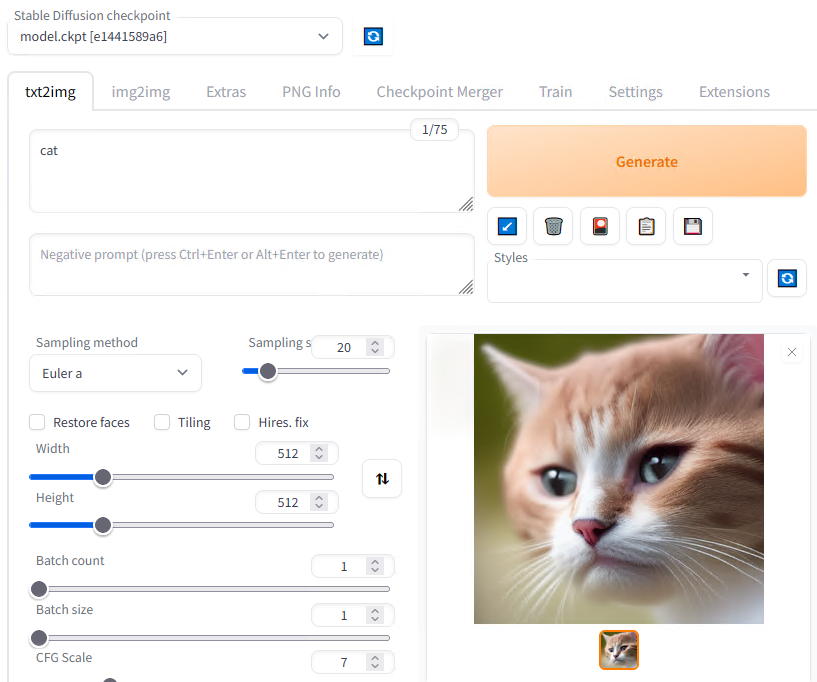 Stable Diffusion checkpoint
model.ckpt [e1441589a6]
txt2img img2img Extras PNG Info Checkpoint Merger Train Settings Extensions
1/75
cat
Generate
Negative prompt (press Ctrl+Enter or Alt+Enter to generate)
Styles
Sampling method
Euler a
Sampling s
20
Restore faces Tiling Hires. fix
Width
512
Height
512
Batch count
1
Batch size
1
CFG Scale
7